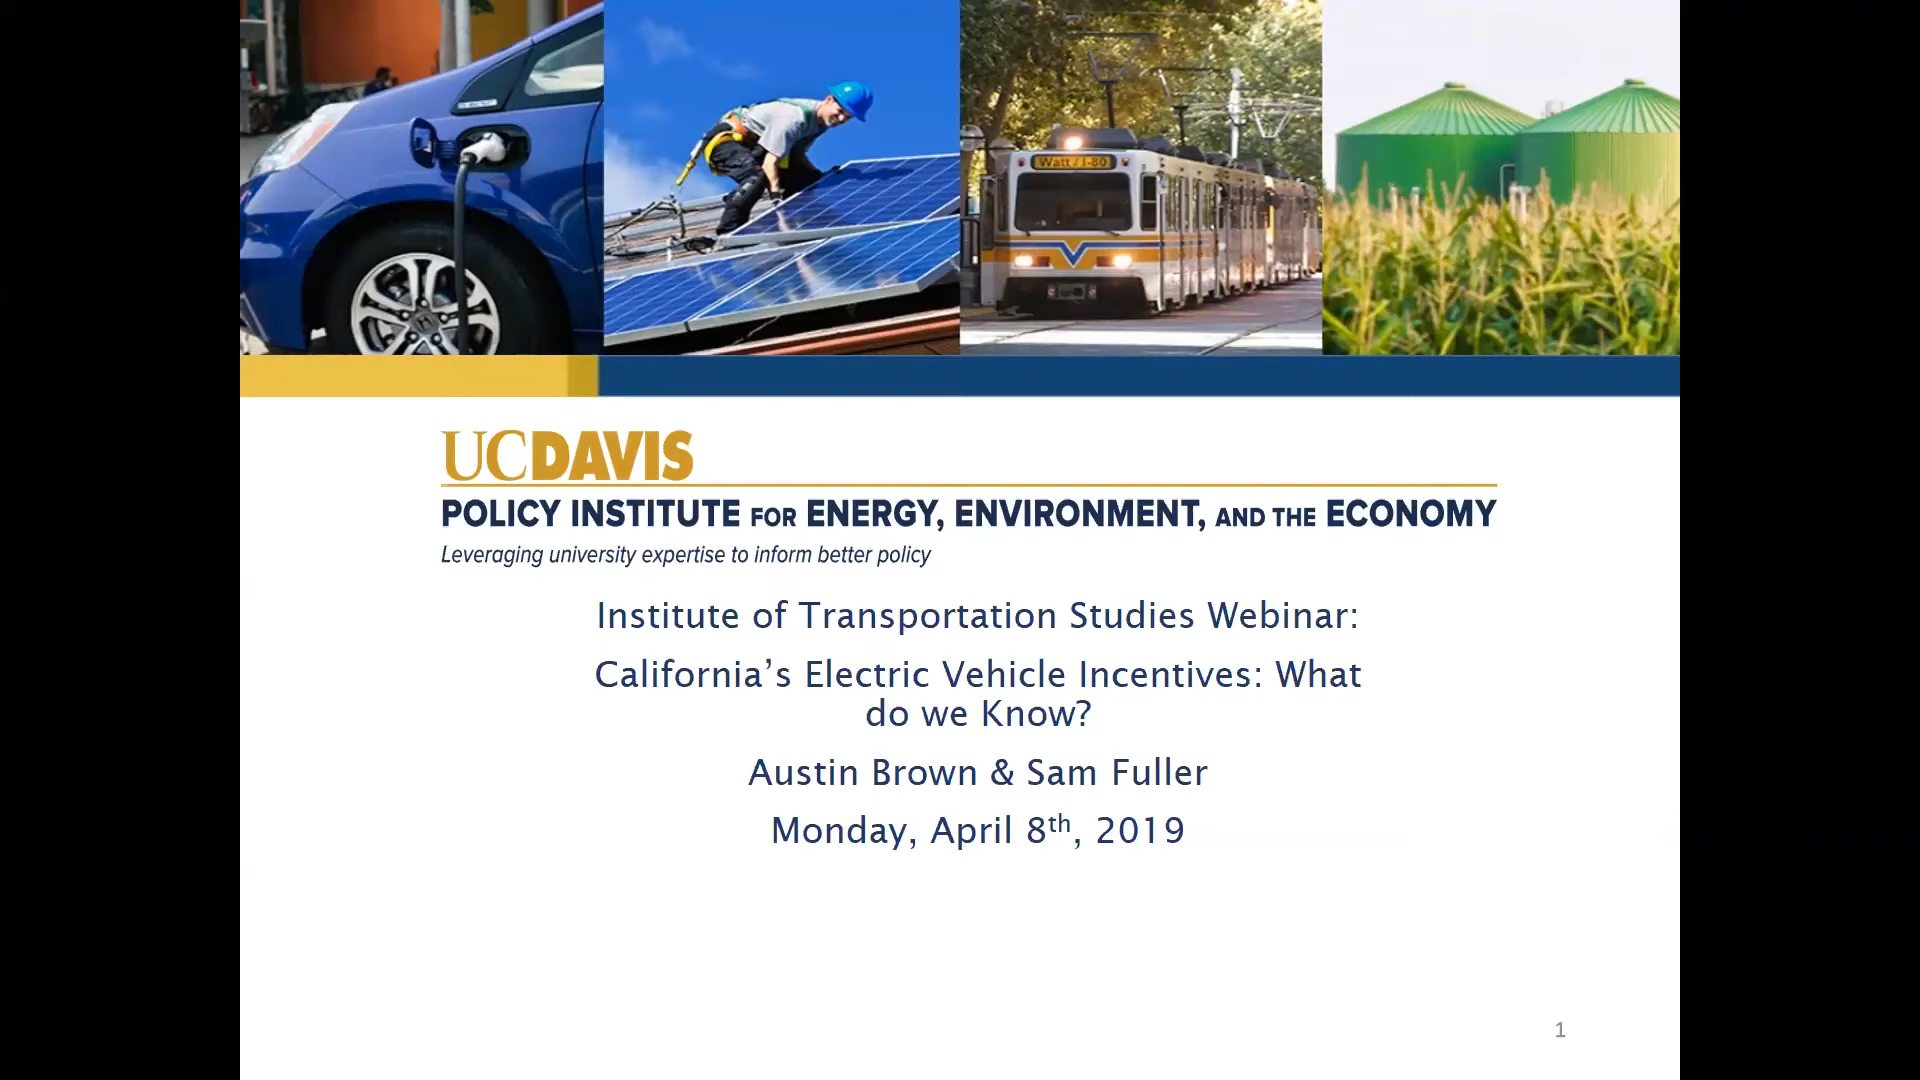 Watt / I-80
UCDAVIS
POLICY INSTITUTE FOR ENERGY, ENVIRONMENT, AND THE ECONOMY
Leveraging university expertise to inform better policy
Institute of Transportation Studies Webinar:
California’s Electric Vehicle Incentives: What
do we Know?
Austin Brown & Sam Fuller
Monday, April 8th, 2019
1